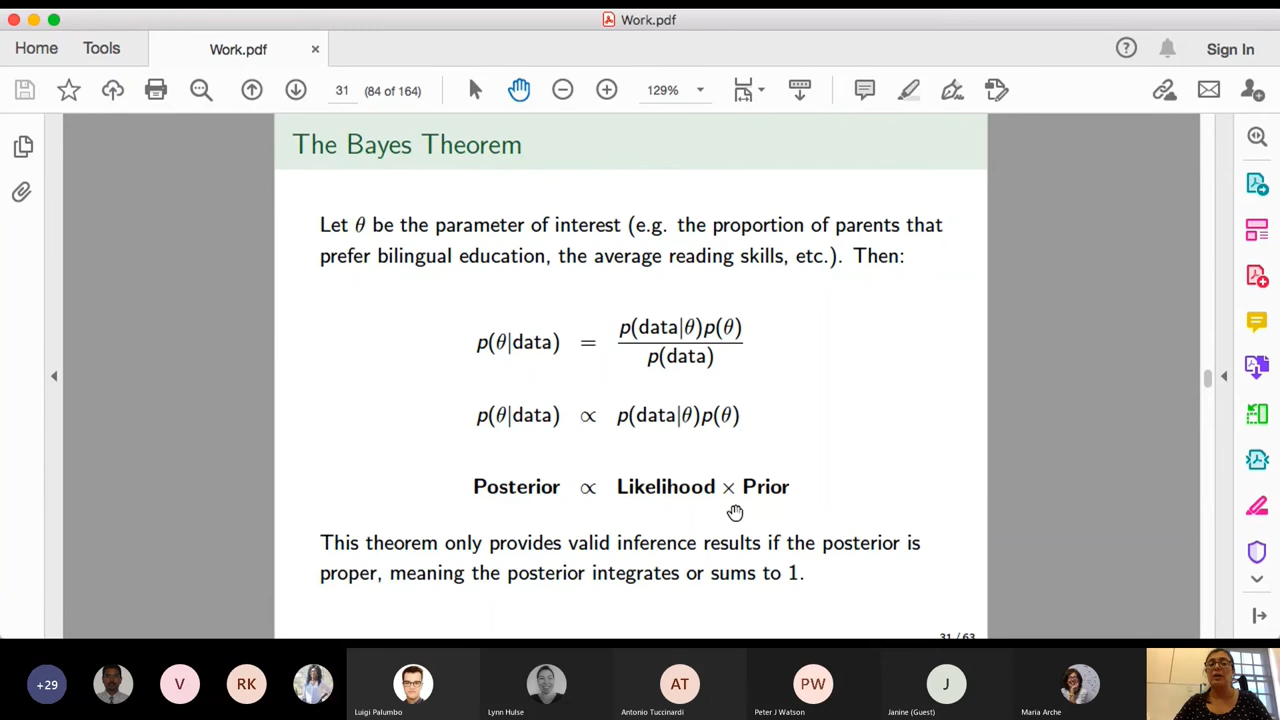 Work.pdf
Home Tools Work.pdf × Sign In
31 (84 of 164) 129%
The Bayes Theorem
Let θ be the parameter of interest (e.g. the proportion of parents that
prefer bilingual education, the average reading skills, etc.). Then:
p(θ|data) = p(data|θ)p(θ)
p(data)
p(θ|data) ∝ p(data|θ)p(θ)
Posterior ∝ Likelihood × Prior
This theorem only provides valid inference results if the posterior is
proper, meaning the posterior integrates or sums to 1.
31 / 63
+29 V RK AT PW J
Luigi Palumbo Lynn Hulse Antonio Tuccinardi Peter J Watson Janine (Guest) Maria Arche